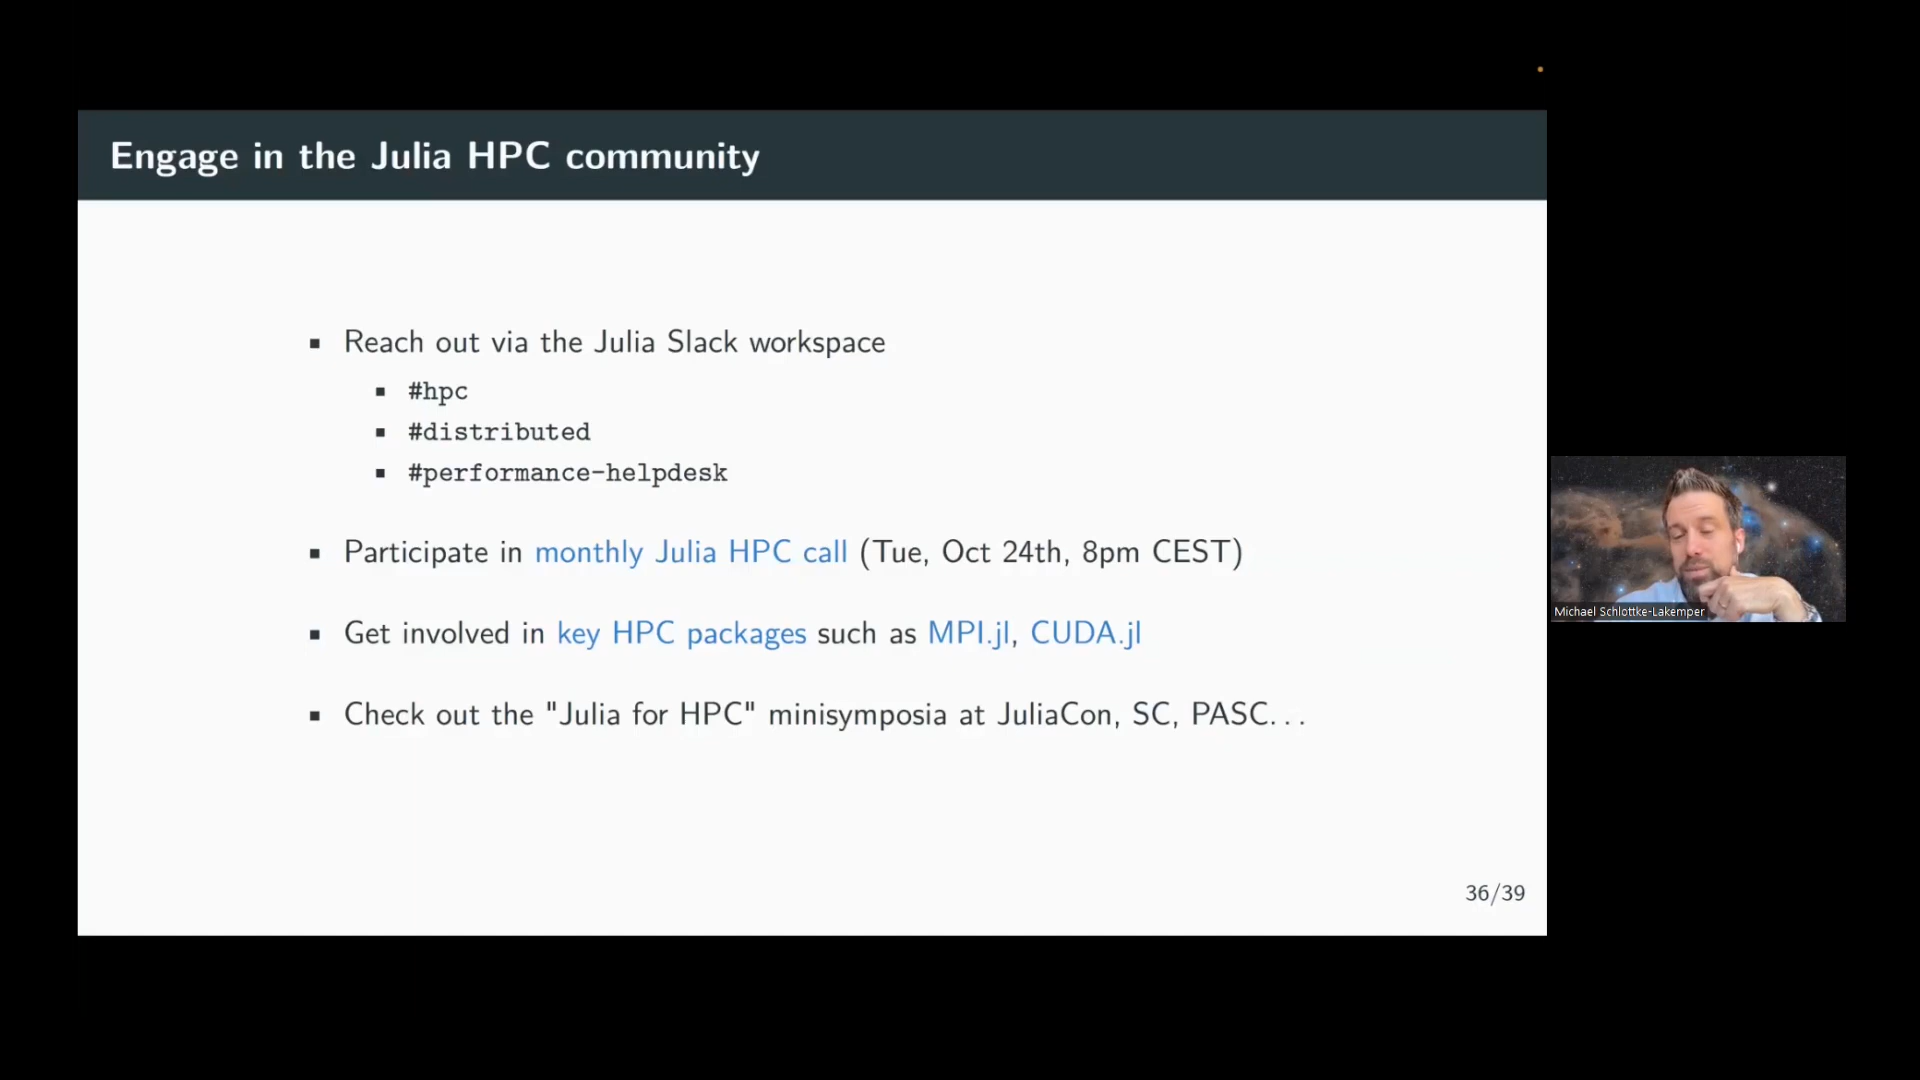 Engage in the Julia HPC community
▪ Reach out via the Julia Slack workspace
▪ #hpc
▪ #distributed
▪ #performance-helpdesk
▪ Participate in monthly Julia HPC call (Tue, Oct 24th, 8pm CEST)
▪ Get involved in key HPC packages such as MPI.jl, CUDA.jl
▪ Check out the "Julia for HPC" minisymposia at JuliaCon, SC, PASC...
Michael Schlottke-Lakemper
36/39